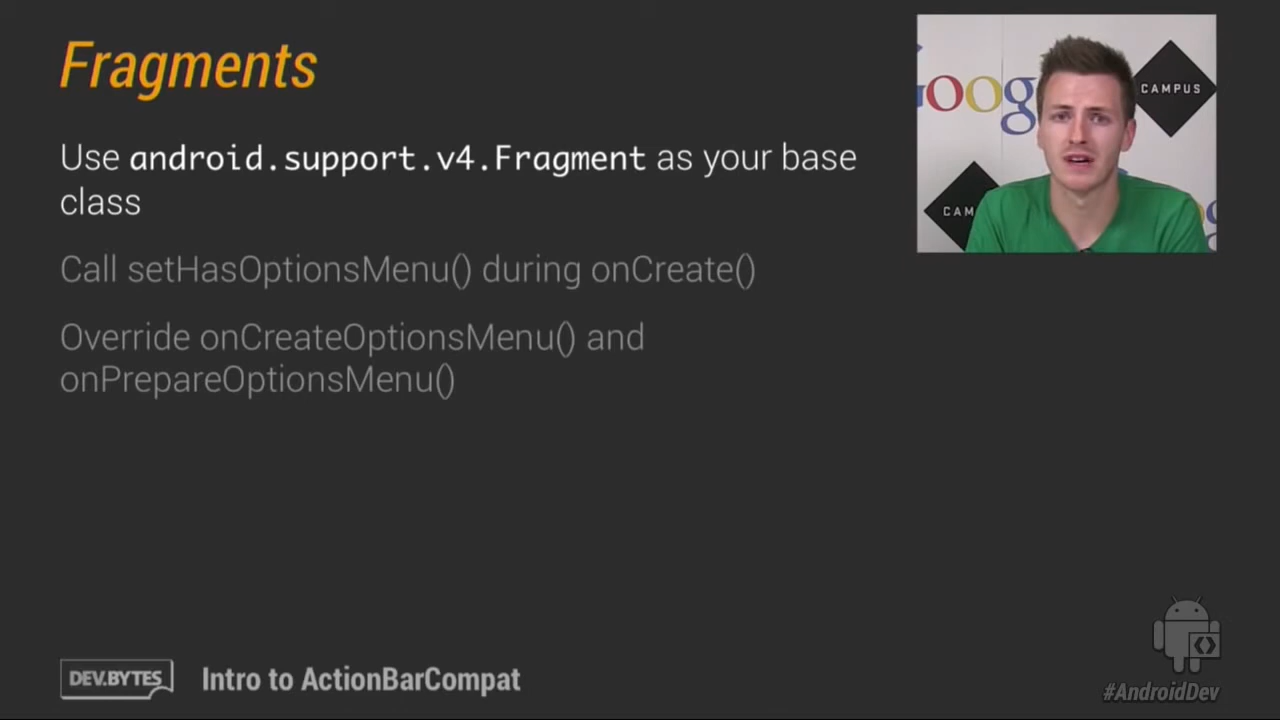 Fragments
Use android.support.v4.Fragment as your base
class
Call setHasOptionsMenu() during onCreate()
Override onCreateOptionsMenu() and
onPrepareOptionsMenu()
Google
CAMPUS
CAM
DEV.BYTES
Intro to ActionBarCompat
#AndroidDev